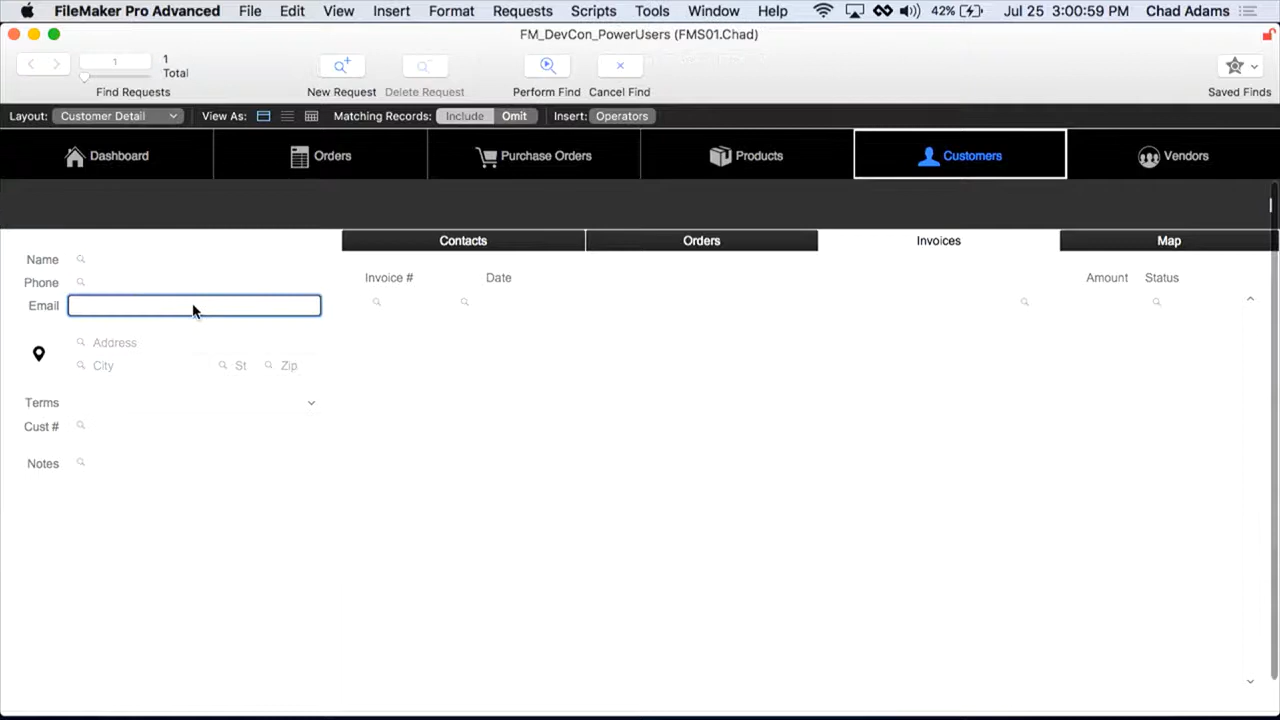 FileMaker Pro Advanced File Edit View Insert Format Requests Scripts Tools Window Help 42% Jul 25 3:00:59 PM Chad Adams
FM_DevCon_PowerUsers (FMS01.Chad)
1
1
Total
Find Requests
New Request
Delete Request
Perform Find
Cancel Find
Saved Finds
Layout: Customer Detail View As: Matching Records: Include Omit Insert: Operators
Dashboard Orders Purchase Orders Products Customers Vendors
Contacts Orders Invoices Map
Name
Phone
Email
Address
City St Zip
Terms
Cust #
Notes
Invoice # Date Amount Status